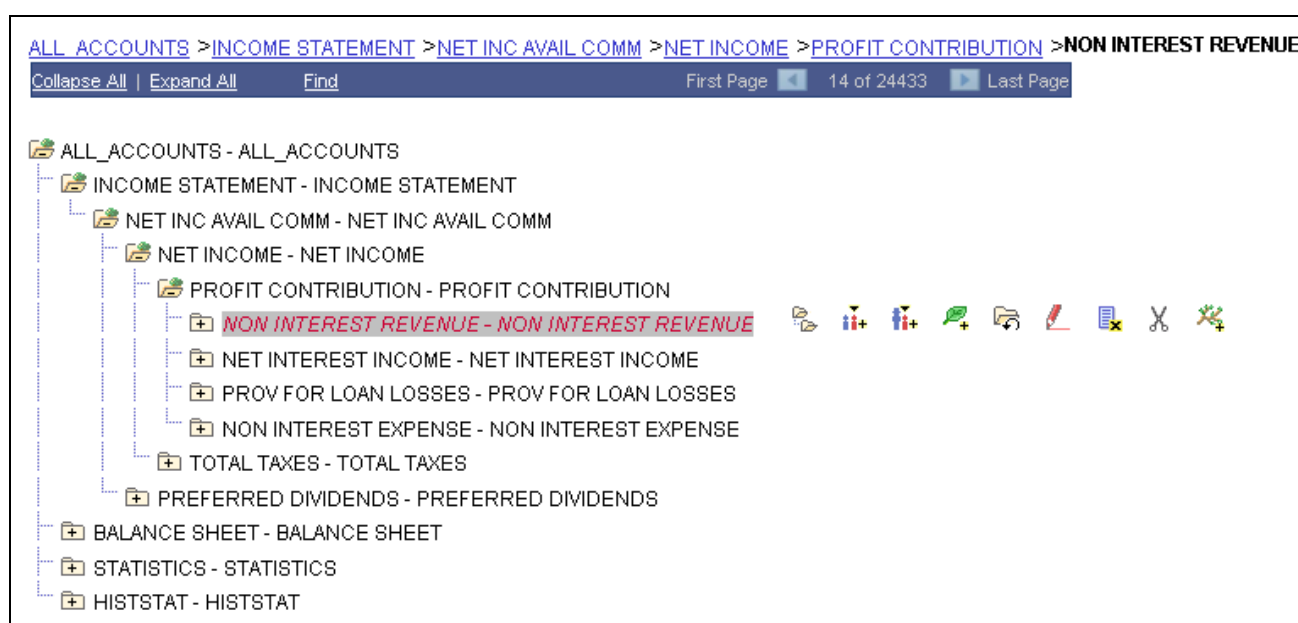 ALL_ACCOUNTS >INCOME STATEMENT >NET INC AVAIL COMM >NET INCOME >PROFIT CONTRIBUTION >NON INTEREST REVENUE
Collapse All | Expand All Find First Page 14 of 24433 Last Page
ALL_ACCOUNTS - ALL_ACCOUNTS
INCOME STATEMENT - INCOME STATEMENT
NET INC AVAIL COMM - NET INC AVAIL COMM
NET INCOME - NET INCOME
PROFIT CONTRIBUTION - PROFIT CONTRIBUTION
NON INTEREST REVENUE - NON INTEREST REVENUE
NET INTEREST INCOME - NET INTEREST INCOME
PROV FOR LOAN LOSSES - PROV FOR LOAN LOSSES
NON INTEREST EXPENSE - NON INTEREST EXPENSE
TOTAL TAXES - TOTAL TAXES
PREFERRED DIVIDENDS - PREFERRED DIVIDENDS
BALANCE SHEET - BALANCE SHEET
STATISTICS - STATISTICS
HISTSTAT - HISTSTAT